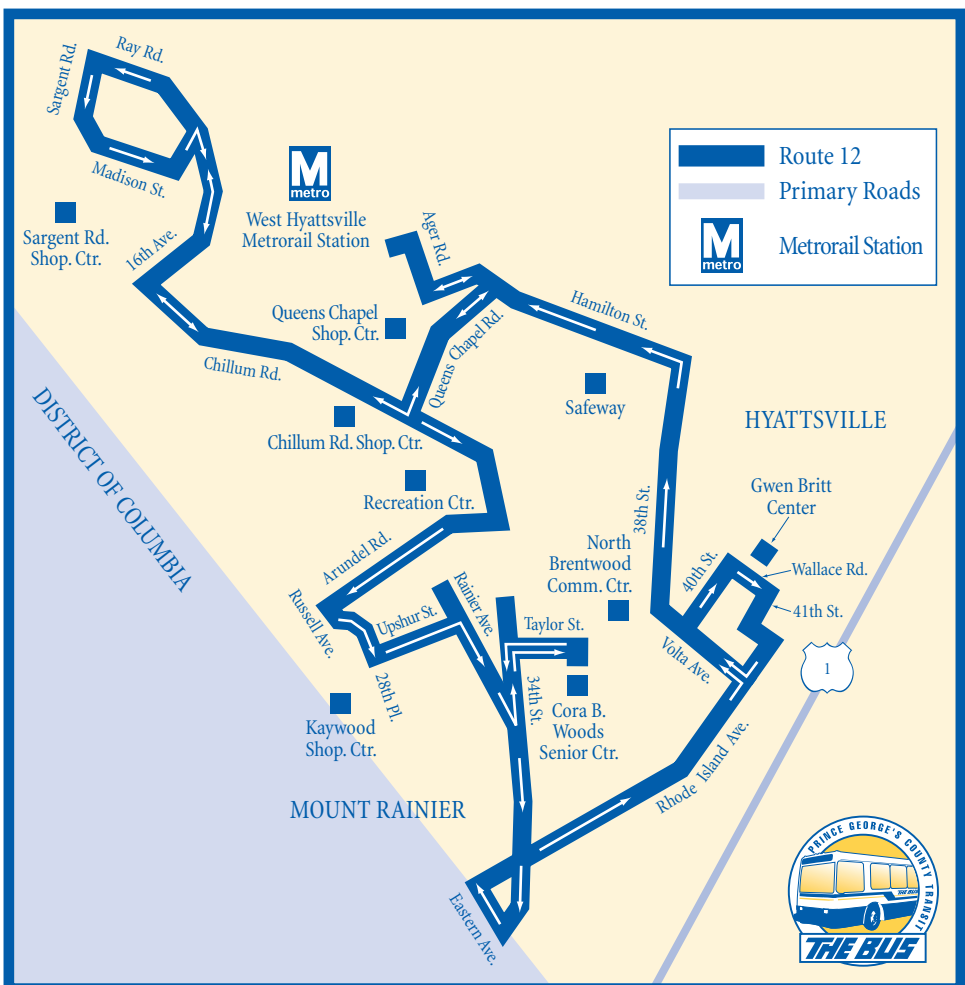 Ray Rd.
Sargent Rd.
Madison St.
Sargent Rd.
Shop. Ctr.
16th Ave.
M
metro
West Hyattsville
Metrorail Station
Ager Rd.
Route 12
Primary Roads
M
metro
Metrorail Station
Queens Chapel
Shop. Ctr.
Queens Chapel Rd.
Hamilton St.
Chillum Rd.
Safeway
Chillum Rd. Shop. Ctr.
HYATTSVILLE
DISTRICT OF COLUMBIA
Recreation Ctr.
38th St.
Gwen Britt
Center
Arundel Rd.
North
Brentwood
Comm. Ctr.
40th St.
Wallace Rd.
41th St.
Russell Ave.
Upshur St.
Rainier Ave.
Taylor St.
Volta Ave.
1
28th Pl.
34th St.
Kaywood
Shop. Ctr.
Cora B.
Woods
Senior Ctr.
Rhode Island Ave.
MOUNT RAINIER
Eastern Ave.
PRINCE GEORGE'S COUNTY TRANSIT
THE BUS
THE BUS